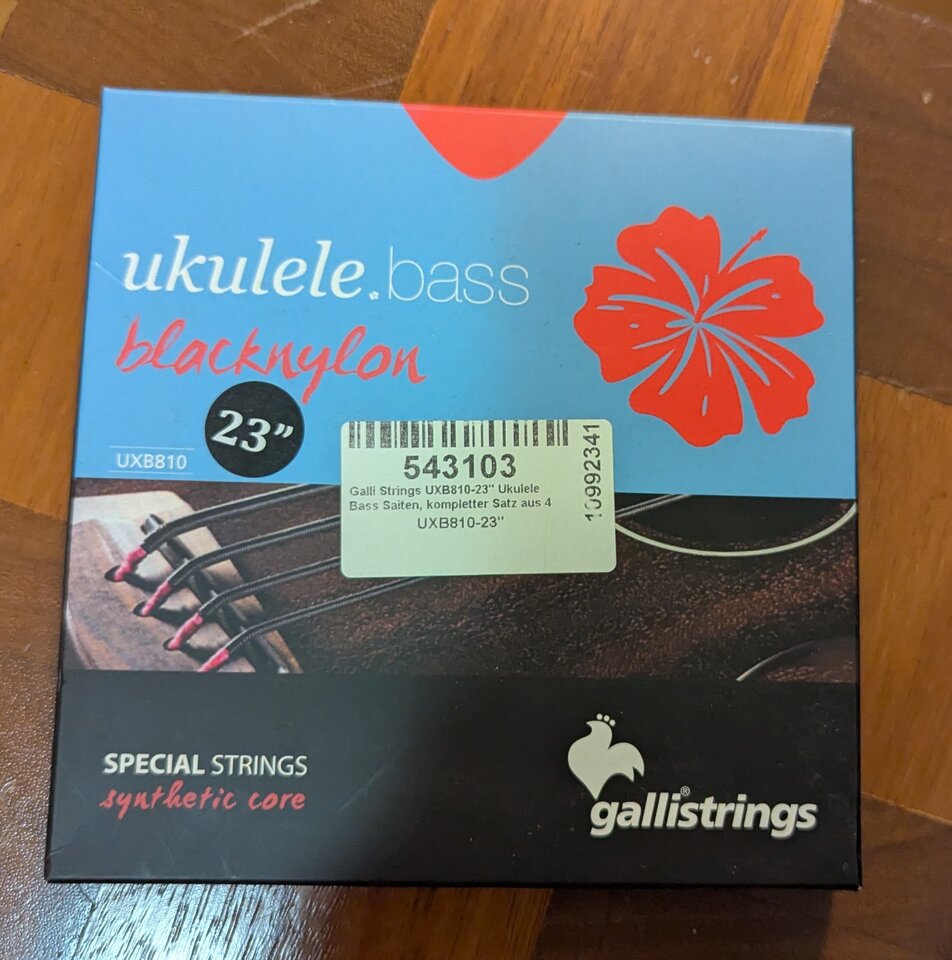 ukulele.bass
blacknylon
23”
UXB810
543103
Galli Strings UXB810-23" Ukulele
Bass Saiten, kompletter Satz aus 4
UXB810-23"
10992341
SPECIAL STRINGS
synthetic core
gallistrings®